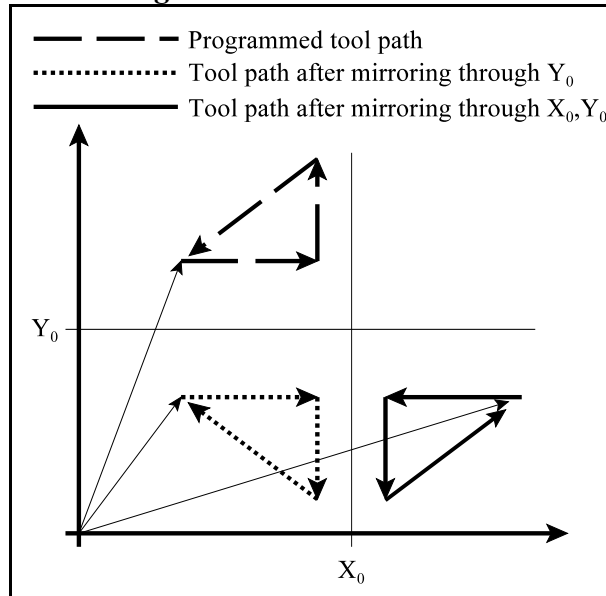 Programmed tool path
Tool path after mirroring through Y₀
Tool path after mirroring through X₀,Y₀
Y₀
X₀